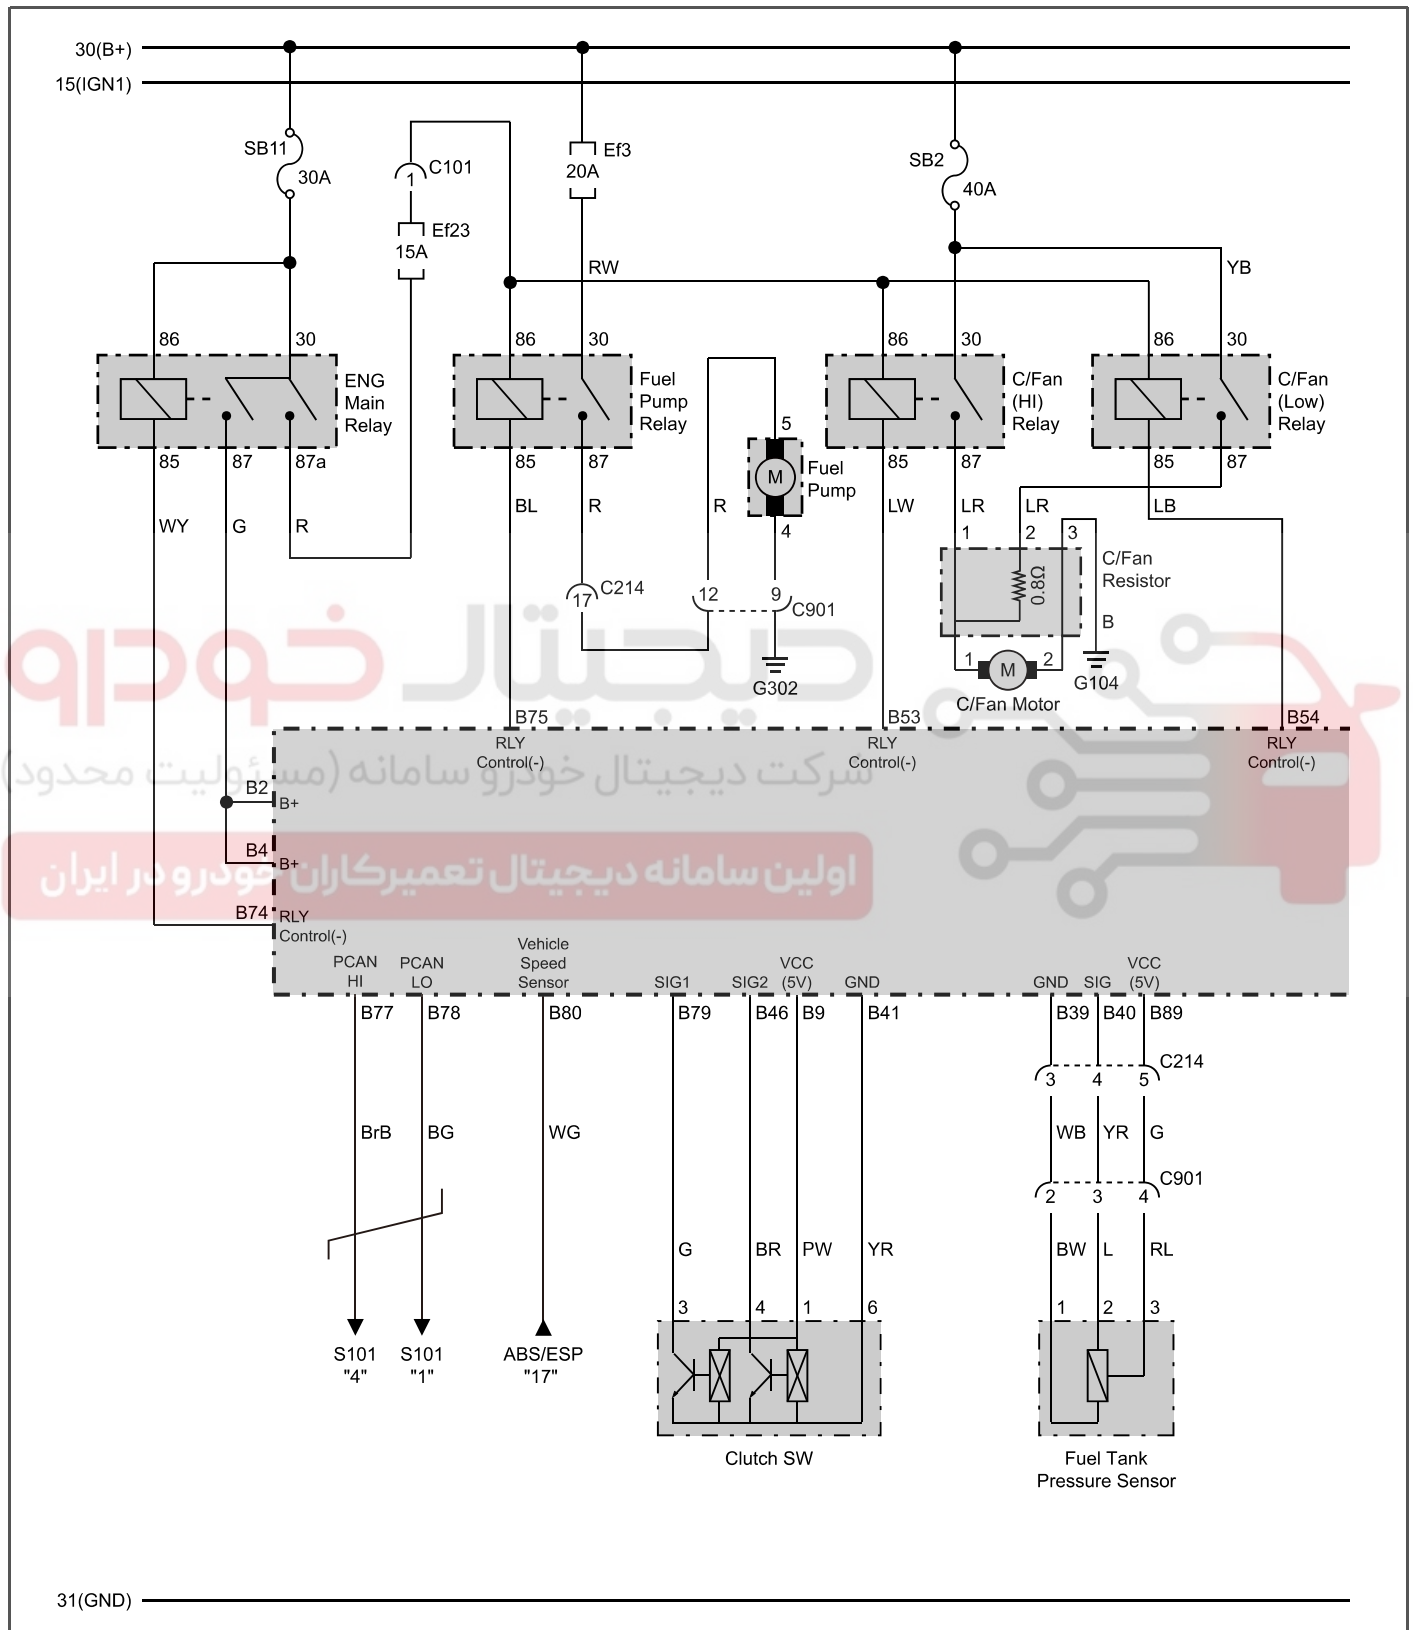 30(B+)
15(IGN1)
SB11
30A
C101
1
Ef23
15A
Ef3
20A
SB2
40A
RW
YB
86 30
ENG
Main
Relay
85 87 87a
86 30
Fuel
Pump
Relay
85 87
86 30
C/Fan
(HI)
Relay
85 87
86 30
C/Fan
(Low)
Relay
85 87
5
M
Fuel
Pump
4
WY G R
BL R R
LW LR LR LB
1 2 3
0.8Ω
C/Fan
Resistor
B
17 C214
12 9 C901
G302
1 M 2
G104
C/Fan Motor
دیجیتال خودرو
شرکت دیجیتال خودرو سامانه (مسئولیت محدود)
اولین سامانه دیجیتال تعمیرکاران خودرو در ایران
B75
RLY
Control(-)
B53
RLY
Control(-)
B54
RLY
Control(-)
B2
B+
B4
B+
B74
RLY
Control(-)
PCAN
HI
PCAN
LO
Vehicle
Speed
Sensor
SIG1
SIG2
VCC
(5V)
GND
GND
SIG
VCC
(5V)
B77 B78 B80 B79 B46 B9 B41 B39 B40 B89
3 4 5 C214
BrB BG WG WB YR G
2 3 4 C901
G BR PW YR BW L RL
3 4 1 6 1 2 3
S101
"4"
S101
"1"
ABS/ESP
"17"
Clutch SW
Fuel Tank
Pressure Sensor
31(GND)